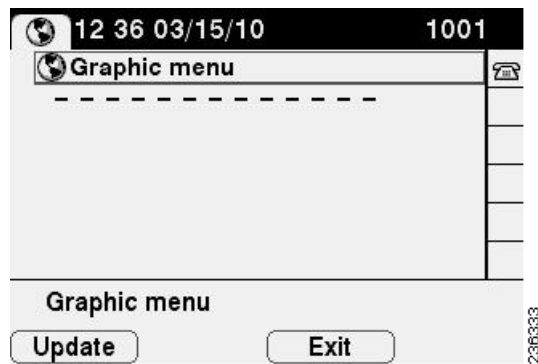 12 36 03/15/10 1001
Graphic menu
- - - - - - - - - - - - - -
Graphic menu
Update Exit
236333